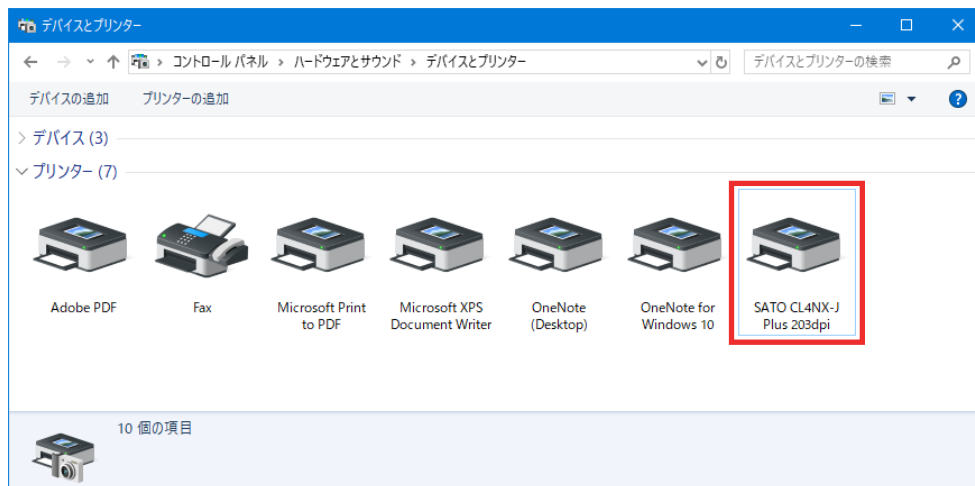 デバイスとプリンター
コントロール パネル › ハードウェアとサウンド › デバイスとプリンター
デバイスとプリンターの検索
デバイスの追加 プリンターの追加
?
デバイス (3)
プリンター (7)
Adobe PDF
Fax
Microsoft Print
to PDF
Microsoft XPS
Document Writer
OneNote
(Desktop)
OneNote for
Windows 10
SATO CL4NX-J
Plus 203dpi
10 個の項目